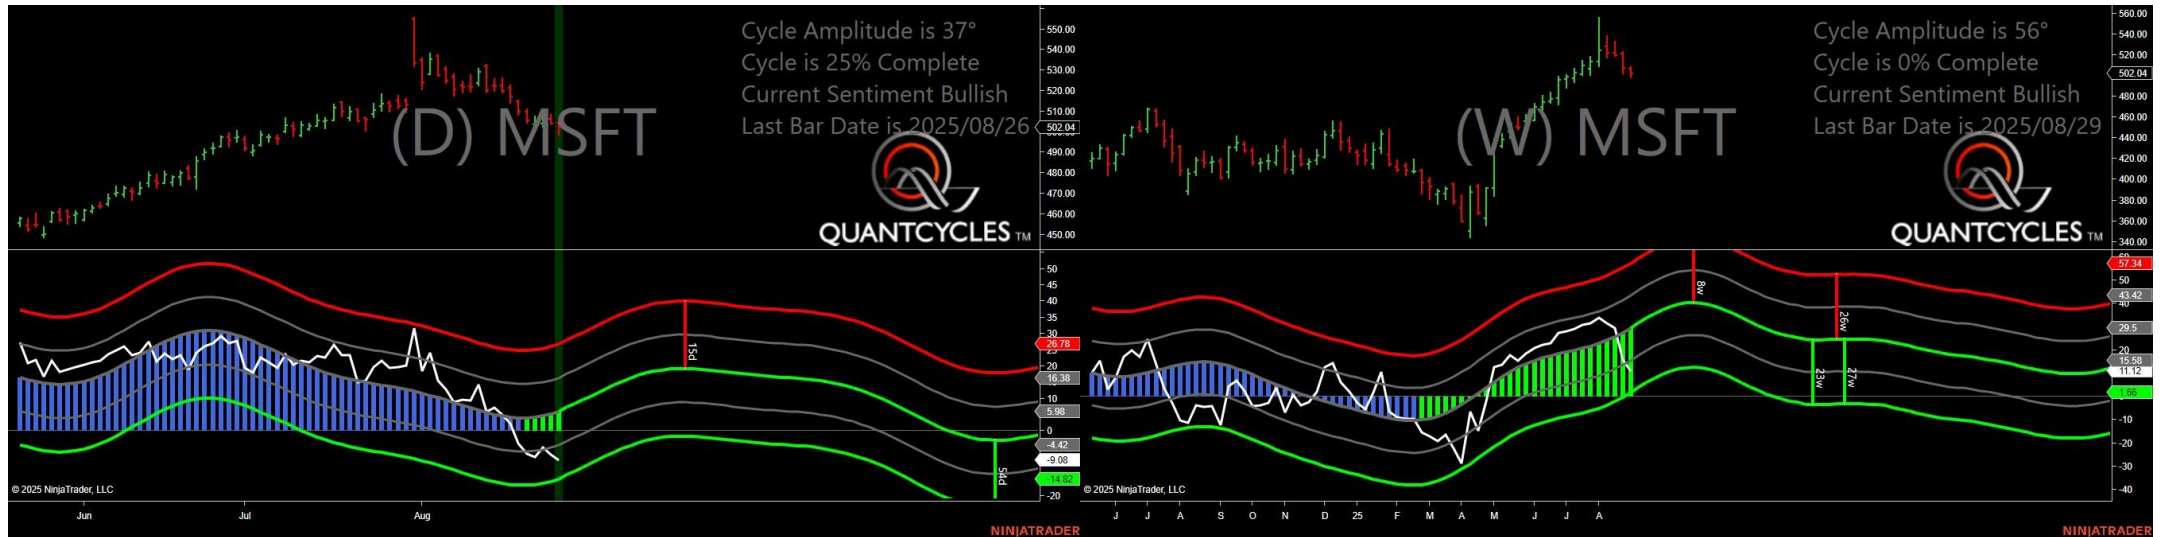 Cycle Amplitude is 37°
Cycle is 25% Complete
Current Sentiment Bullish
Last Bar Date is 2025/08/26
(D) MSFT
QUANTCYCLES TM
550.00
540.00
530.00
520.00
510.00
502.04
490.00
480.00
470.00
460.00
450.00
50
45
40
35
30
26.78
25
20
16.38
10
5.98
0
-4.42
-9.08
-14.82
-20
15d
54d
© 2025 NinjaTrader, LLC
Jun
Jul
Aug
NINJATRADER
Cycle Amplitude is 56°
Cycle is 0% Complete
Current Sentiment Bullish
Last Bar Date is 2025/08/29
(W) MSFT
QUANTCYCLES TM
560.00
540.00
520.00
502.04
480.00
460.00
440.00
420.00
400.00
380.00
360.00
340.00
57.34
50
43.42
40
29.5
20
15.58
11.12
1.66
-10
-20
-30
-40
8w
26w
23w
27w
© 2025 NinjaTrader, LLC
J
J
A
S
O
N
D
25
F
M
A
M
J
J
A
NINJATRADER